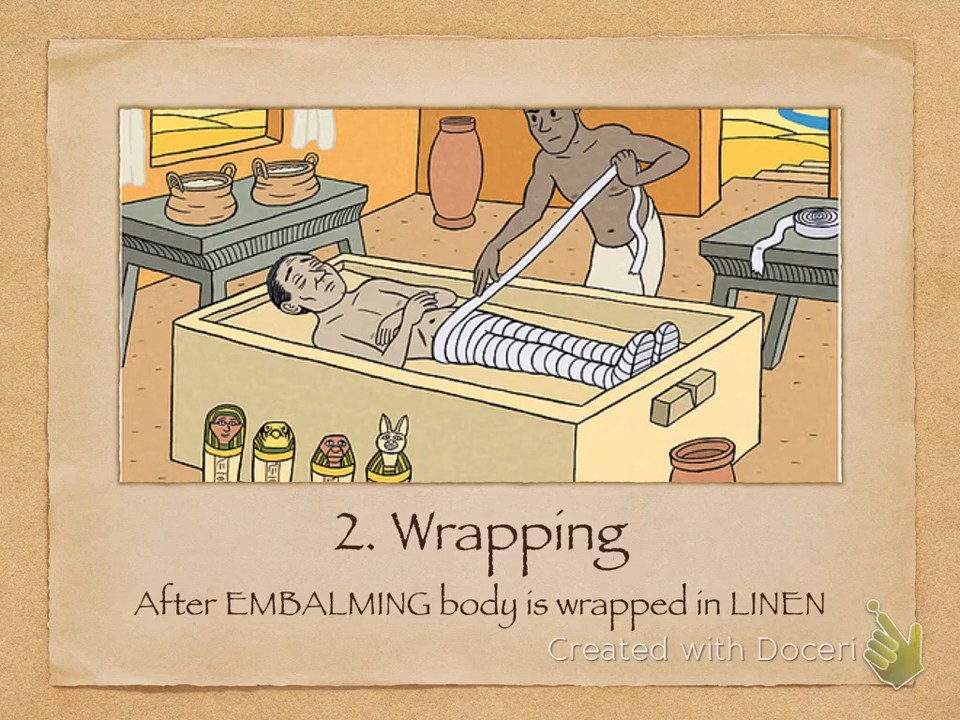 2. Wrapping
After EMBALMING body is wrapped in LINEN
Created with Doceri